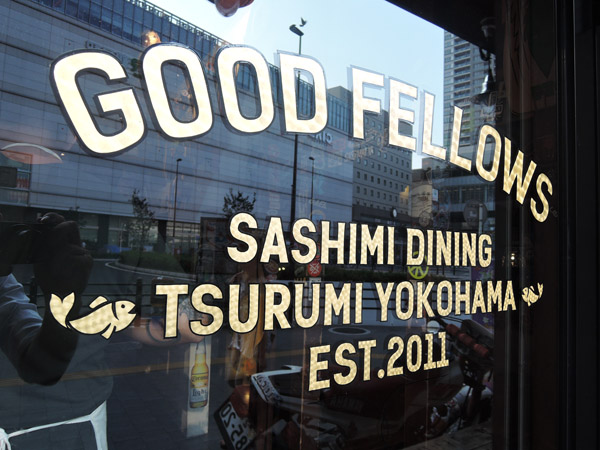 GOOD FELLOWS
SASHIMI DINING
TSURUMI YOKOHAMA
EST.2011